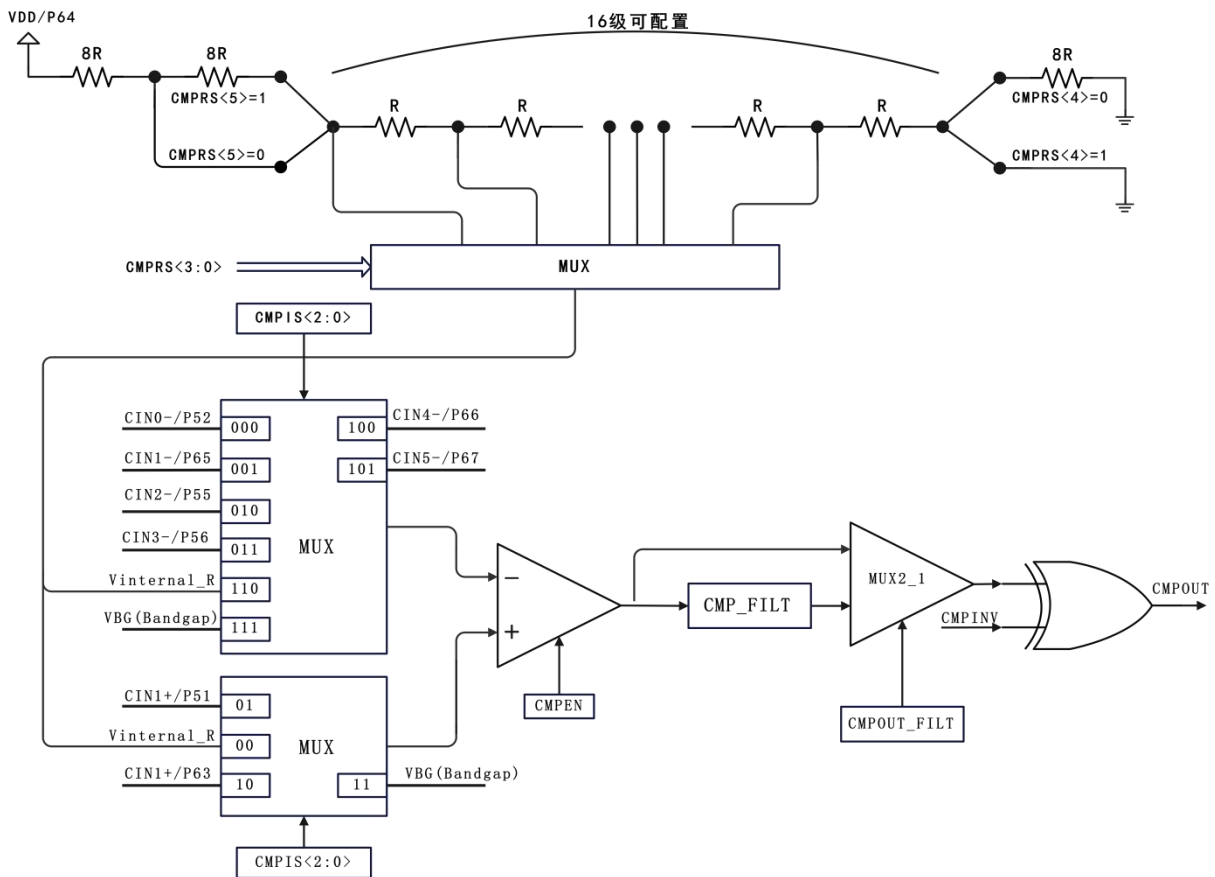 VDD/P64
16级可配置
8R
8R
8R
CMPRS<5>=1
CMPRS<4>=0
R
R
R
R
CMPRS<5>=0
CMPRS<4>=1
CMPRS<3:0>
MUX
CMPIS<2:0>
CIN0-/P52
000
100
CIN4-/P66
CIN1-/P65
001
101
CIN5-/P67
CIN2-/P55
010
CIN3-/P56
011
MUX
Vinternal_R
110
VBG(Bandgap)
111
-
+
CMP_FILT
MUX2_1
CMPINV
CMPOUT
CMPEN
CMPOUT_FILT
CIN1+/P51
01
Vinternal_R
00
MUX
CIN1+/P63
10
11
VBG(Bandgap)
CMPIS<2:0>